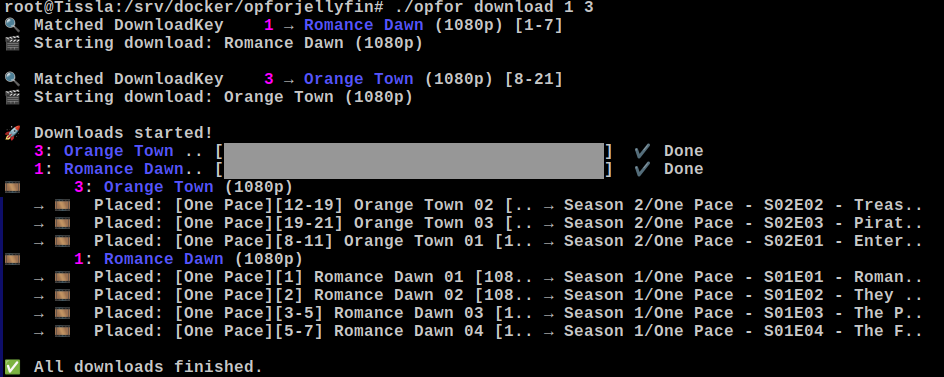 root@Tissla:/srv/docker/opforjellyfin# ./opfor download 1 3
🔍 Matched DownloadKey 1 → Romance Dawn (1080p) [1-7]
🎬 Starting download: Romance Dawn (1080p)
🔍 Matched DownloadKey 3 → Orange Town (1080p) [8-21]
🎬 Starting download: Orange Town (1080p)
🚀 Downloads started!
3: Orange Town .. [ ] ✔ Done
1: Romance Dawn.. [ ] ✔ Done
🎞 3: Orange Town (1080p)
→ 🎞 Placed: [One Pace][12-19] Orange Town 02 [.. → Season 2/One Pace - S02E02 - Treas..
→ 🎞 Placed: [One Pace][19-21] Orange Town 03 [.. → Season 2/One Pace - S02E03 - Pirat..
→ 🎞 Placed: [One Pace][8-11] Orange Town 01 [1.. → Season 2/One Pace - S02E01 - Enter..
🎞 1: Romance Dawn (1080p)
→ 🎞 Placed: [One Pace][1] Romance Dawn 01 [108.. → Season 1/One Pace - S01E01 - Roman..
→ 🎞 Placed: [One Pace][2] Romance Dawn 02 [108.. → Season 1/One Pace - S01E02 - They ..
→ 🎞 Placed: [One Pace][3-5] Romance Dawn 03 [1.. → Season 1/One Pace - S01E03 - The P..
→ 🎞 Placed: [One Pace][5-7] Romance Dawn 04 [1.. → Season 1/One Pace - S01E04 - The F..
✅ All downloads finished.